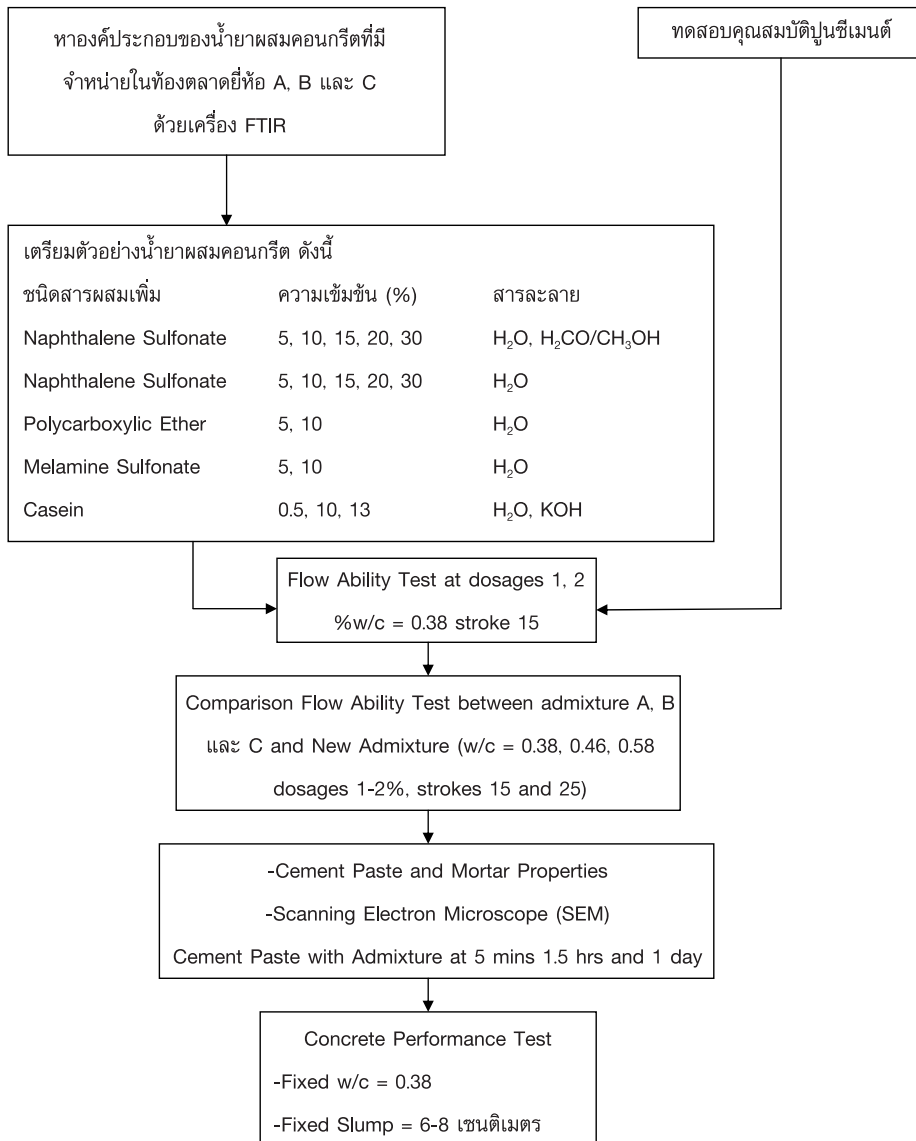 หาองค์ประกอบของน้ำยาผสมคอนกรีตที่มี
จำหน่ายในท้องตลาดยี่ห้อ A, B และ C
ด้วยเครื่อง FTIR
ทดสอบคุณสมบัติปูนซีเมนต์
เตรียมตัวอย่างน้ำยาผสมคอนกรีต ดังนี้
ชนิดสารผสมเพิ่ม ความเข้มข้น (%) สารละลาย
Naphthalene Sulfonate 5, 10, 15, 20, 30 H₂O, H₂CO/CH₃OH
Naphthalene Sulfonate 5, 10, 15, 20, 30 H₂O
Polycarboxylic Ether 5, 10 H₂O
Melamine Sulfonate 5, 10 H₂O
Casein 0.5, 10, 13 H₂O, KOH
Flow Ability Test at dosages 1, 2
%w/c = 0.38 stroke 15
Comparison Flow Ability Test between admixture A, B
และ C and New Admixture (w/c = 0.38, 0.46, 0.58
dosages 1-2%, strokes 15 and 25)
-Cement Paste and Mortar Properties
-Scanning Electron Microscope (SEM)
Cement Paste with Admixture at 5 mins 1.5 hrs and 1 day
Concrete Performance Test
-Fixed w/c = 0.38
-Fixed Slump = 6-8 เซนติเมตร